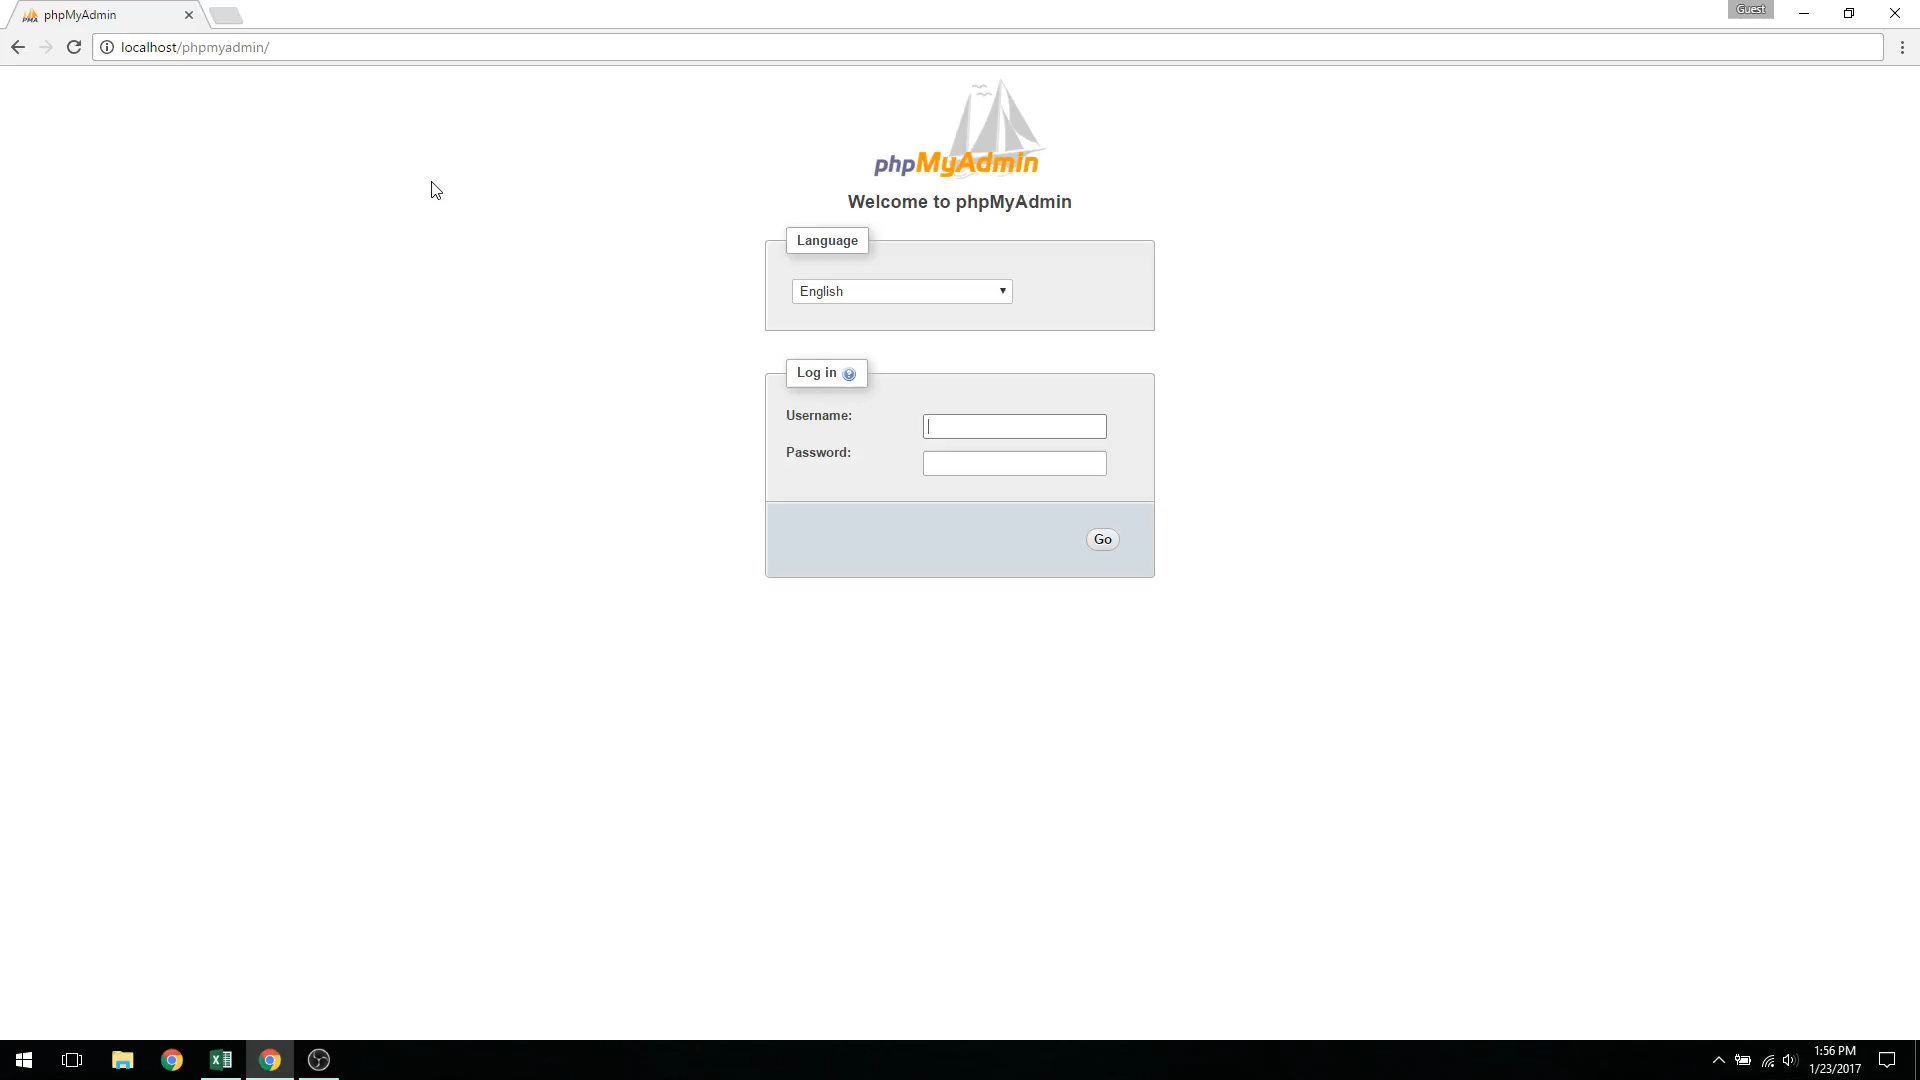 phpMyAdmin
Guest
localhost/phpmyadmin/
phpMyAdmin
Welcome to phpMyAdmin
Language
English
Log in
Username:
Password:
Go
1:56 PM
1/23/2017